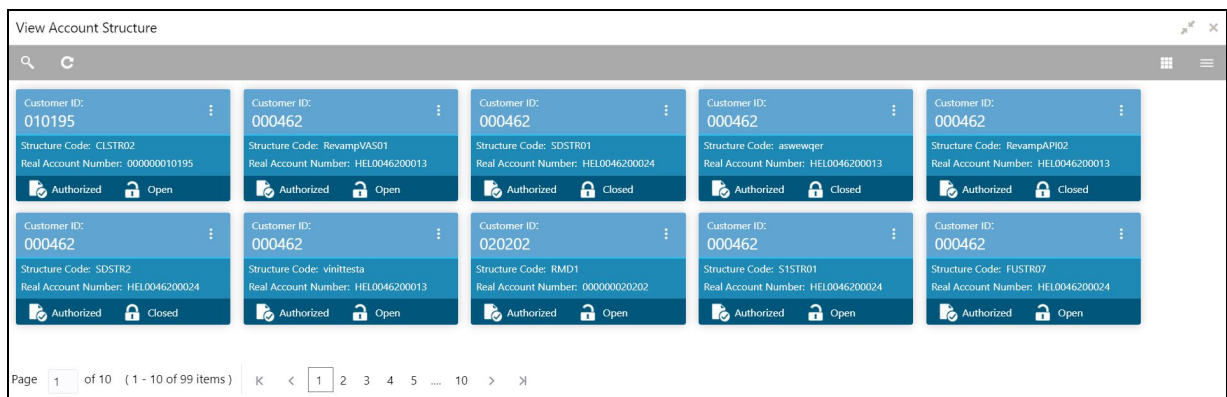 View Account Structure
Customer ID:
010195
Structure Code: CLSTR02
Real Account Number: 000000010195
Authorized Open
Customer ID:
000462
Structure Code: RevampVAS01
Real Account Number: HEL0046200013
Authorized Open
Customer ID:
000462
Structure Code: SDSTR01
Real Account Number: HEL0046200024
Authorized Closed
Customer ID:
000462
Structure Code: aswewqer
Real Account Number: HEL0046200013
Authorized Closed
Customer ID:
000462
Structure Code: RevampAPI02
Real Account Number: HEL0046200013
Authorized Closed
Customer ID:
000462
Structure Code: SDSTR2
Real Account Number: HEL0046200024
Authorized Closed
Customer ID:
000462
Structure Code: vinittesta
Real Account Number: HEL0046200013
Authorized Open
Customer ID:
020202
Structure Code: RMD1
Real Account Number: 000000020202
Authorized Open
Customer ID:
000462
Structure Code: S1STR01
Real Account Number: HEL0046200024
Authorized Open
Customer ID:
000462
Structure Code: FUSTR07
Real Account Number: HEL0046200024
Authorized Open
Page 1 of 10 ( 1 - 10 of 99 items ) 1 2 3 4 5 .... 10